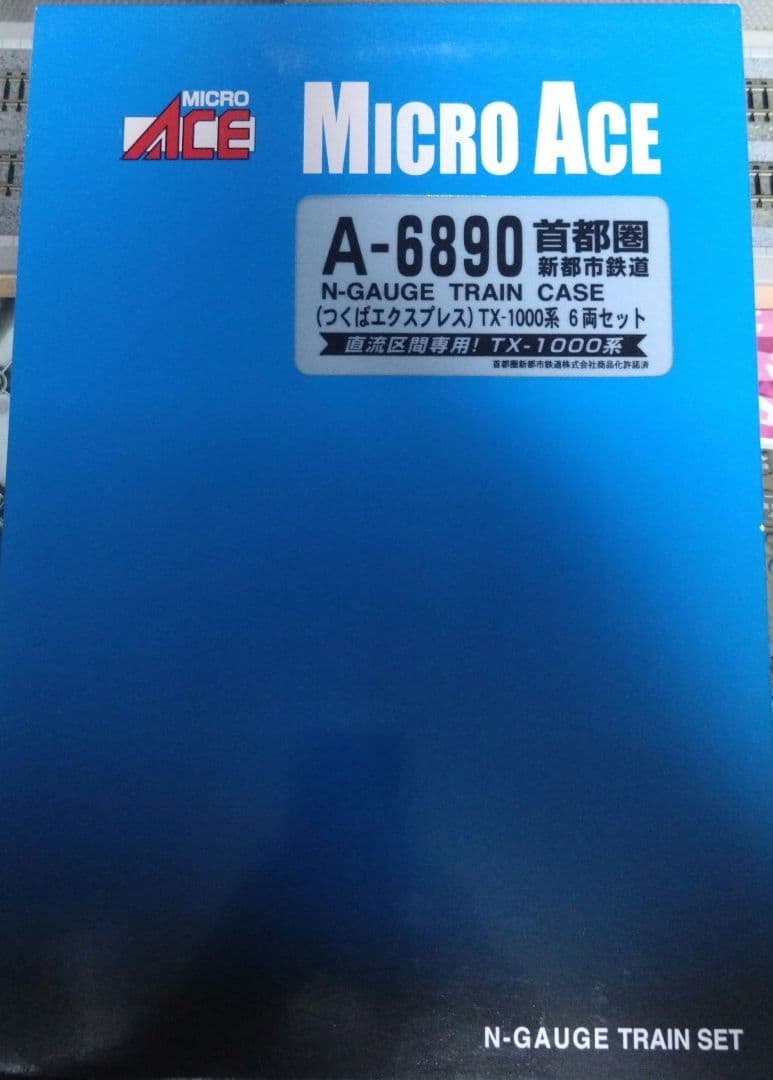 MICRO
ACE
MICRO ACE
A-6890 首都圏
新都市鉄道
N-GAUGE TRAIN CASE
(つくばエクスプレス) TX-1000系 6両セット
直流区間専用! TX-1000系
首都圏新都市鉄道株式会社商品化許諾済
N-GAUGE TRAIN SET